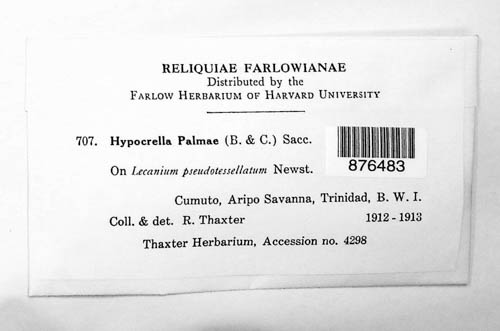 RELIQUIAE FARLOWIANAE
Distributed by the
FARLOW HERBARIUM OF HARVARD UNIVERSITY
707. Hypocrella Palmae (B. & C.) Sacc.
876483
On Lecanium pseudotessellatum Newst.
Cumuto, Aripo Savanna, Trinidad, B. W. I.
Coll. & det. R. Thaxter 1912 - 1913
Thaxter Herbarium, Accession no. 4298